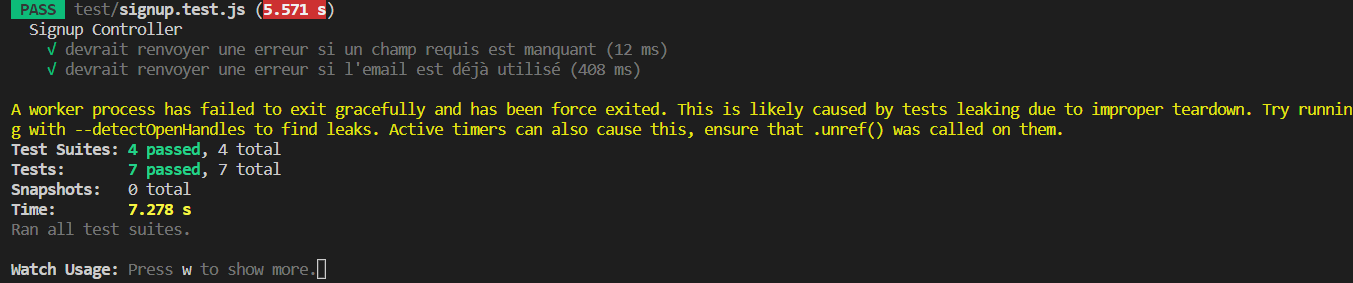 PASS test/signup.test.js (5.571 s)
Signup Controller
√ devrait renvoyer une erreur si un champ requis est manquant (12 ms)
√ devrait renvoyer une erreur si l'email est déjà utilisé (408 ms)
A worker process has failed to exit gracefully and has been force exited. This is likely caused by tests leaking due to improper teardown. Try runnin
g with --detectOpenHandles to find leaks. Active timers can also cause this, ensure that .unref() was called on them.
Test Suites: 4 passed, 4 total
Tests: 7 passed, 7 total
Snapshots: 0 total
Time: 7.278 s
Ran all test suites.
Watch Usage: Press w to show more.